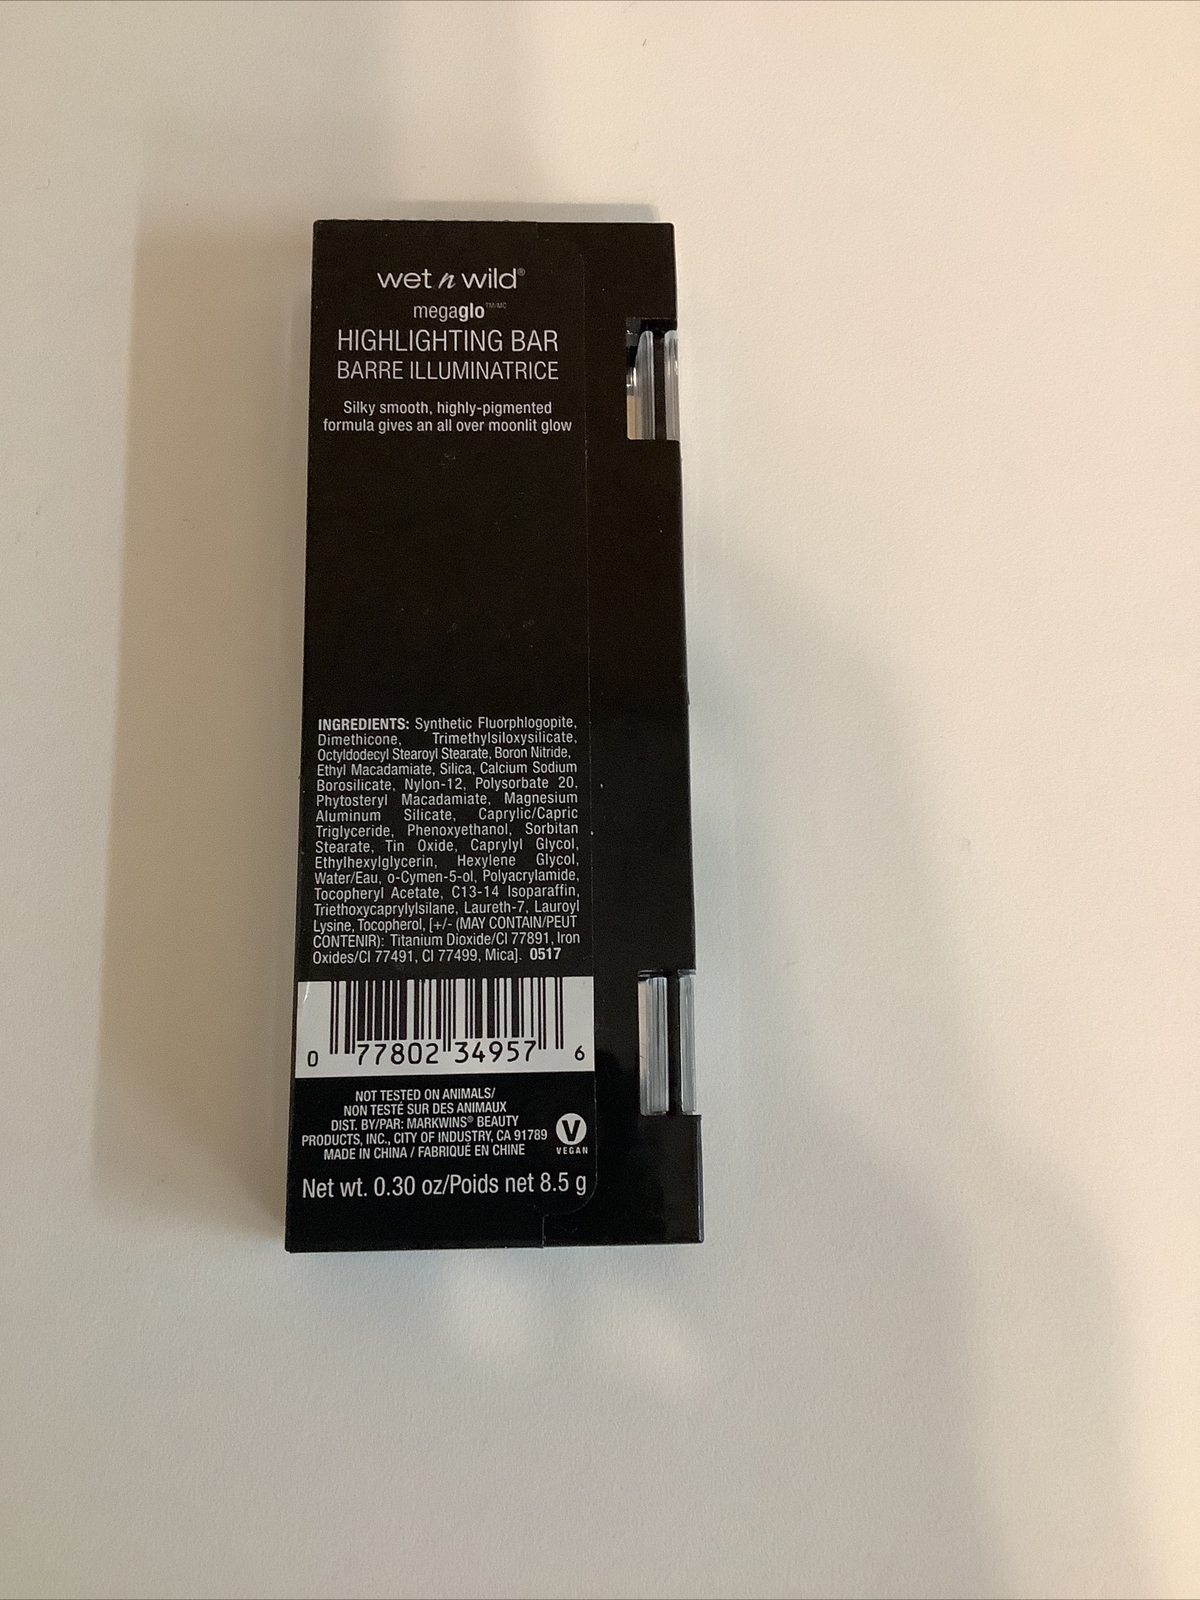 wet n wild®
megaglo™/MC
HIGHLIGHTING BAR
BARRE ILLUMINATRICE
Silky smooth, highly-pigmented
formula gives an all over moonlit glow
INGREDIENTS: Synthetic Fluorphlogopite,
Dimethicone, Trimethylsiloxysilicate,
Octyldodecyl Stearoyl Stearate, Boron Nitride,
Ethyl Macadamiate, Silica, Calcium Sodium
Borosilicate, Nylon-12, Polysorbate 20,
Phytosteryl Macadamiate, Magnesium
Aluminum Silicate, Caprylic/Capric
Triglyceride, Phenoxyethanol, Sorbitan
Stearate, Tin Oxide, Caprylyl Glycol,
Ethylhexylglycerin, Hexylene Glycol,
Water/Eau, o-Cymen-5-ol, Polyacrylamide,
Tocopheryl Acetate, C13-14 Isoparaffin,
Triethoxycaprylylsilane, Laureth-7, Lauroyl
Lysine, Tocopherol, [+/- (MAY CONTAIN/PEUT
CONTENIR): Titanium Dioxide/CI 77891, Iron
Oxides/CI 77491, CI 77499, Mica]. 0517
0 77802 34957 6
NOT TESTED ON ANIMALS/
NON TESTÉ SUR DES ANIMAUX
DIST. BY/PAR: MARKWINS® BEAUTY
PRODUCTS, INC., CITY OF INDUSTRY, CA 91789
MADE IN CHINA / FABRIQUÉ EN CHINE
V
VEGAN
Net wt. 0.30 oz/Poids net 8.5 g